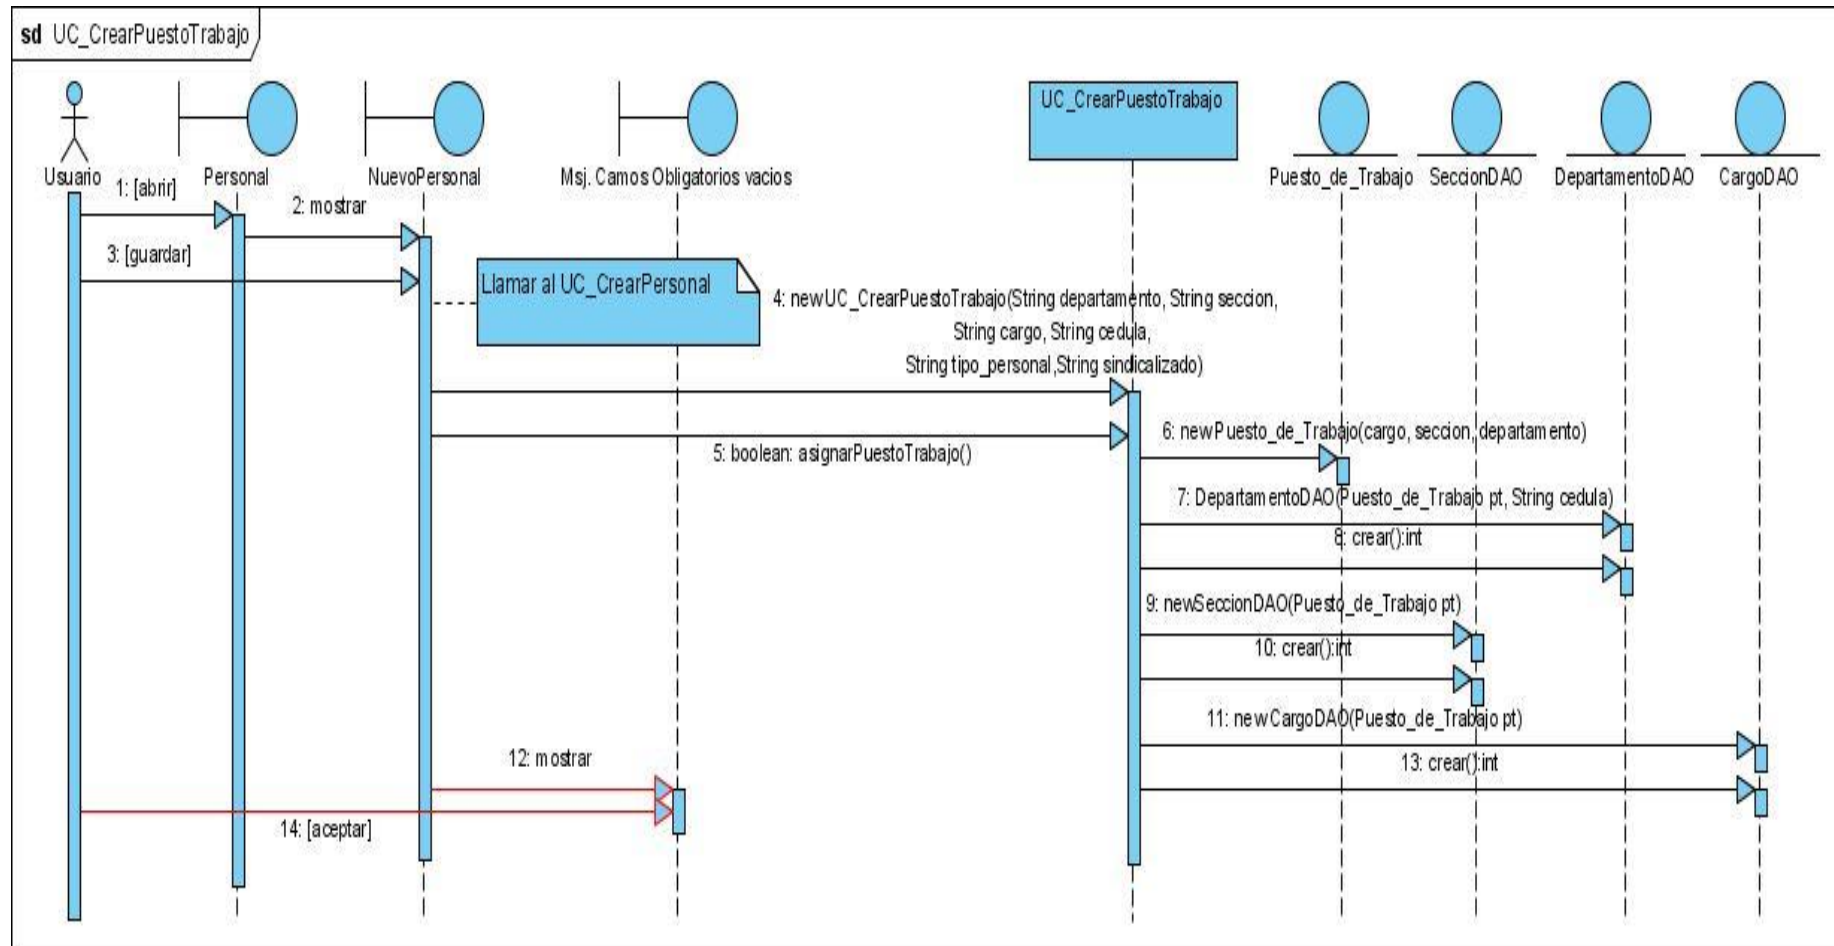 sd UC_CrearPuestoTrabajo
UC_CrearPuestoTrabajo
Usuario
Personal
NuevoPersonal
Msj. Camos Obligatorios vacios
Puesto_de_Trabajo
SeccionDAO
DepartamentoDAO
CargoDAO
1: [abrir]
2: mostrar
3: [guardar]
Llamar al UC_CrearPersonal
4: newUC_CrearPuestoTrabajo(String departamento, String seccion,
String cargo, String cedula,
String tipo_personal,String sindicalizado)
5: boolean: asignarPuestoTrabajo()
6: newPuesto_de_Trabajo(cargo, seccion, departamento)
7: DepartamentoDAO(Puesto_de_Trabajo pt, String cedula)
8: crear():int
9: newSeccionDAO(Puesto_de_Trabajo pt)
10: crear():int
11: newCargoDAO(Puesto_de_Trabajo pt)
12: mostrar
13: crear():int
14: [aceptar]